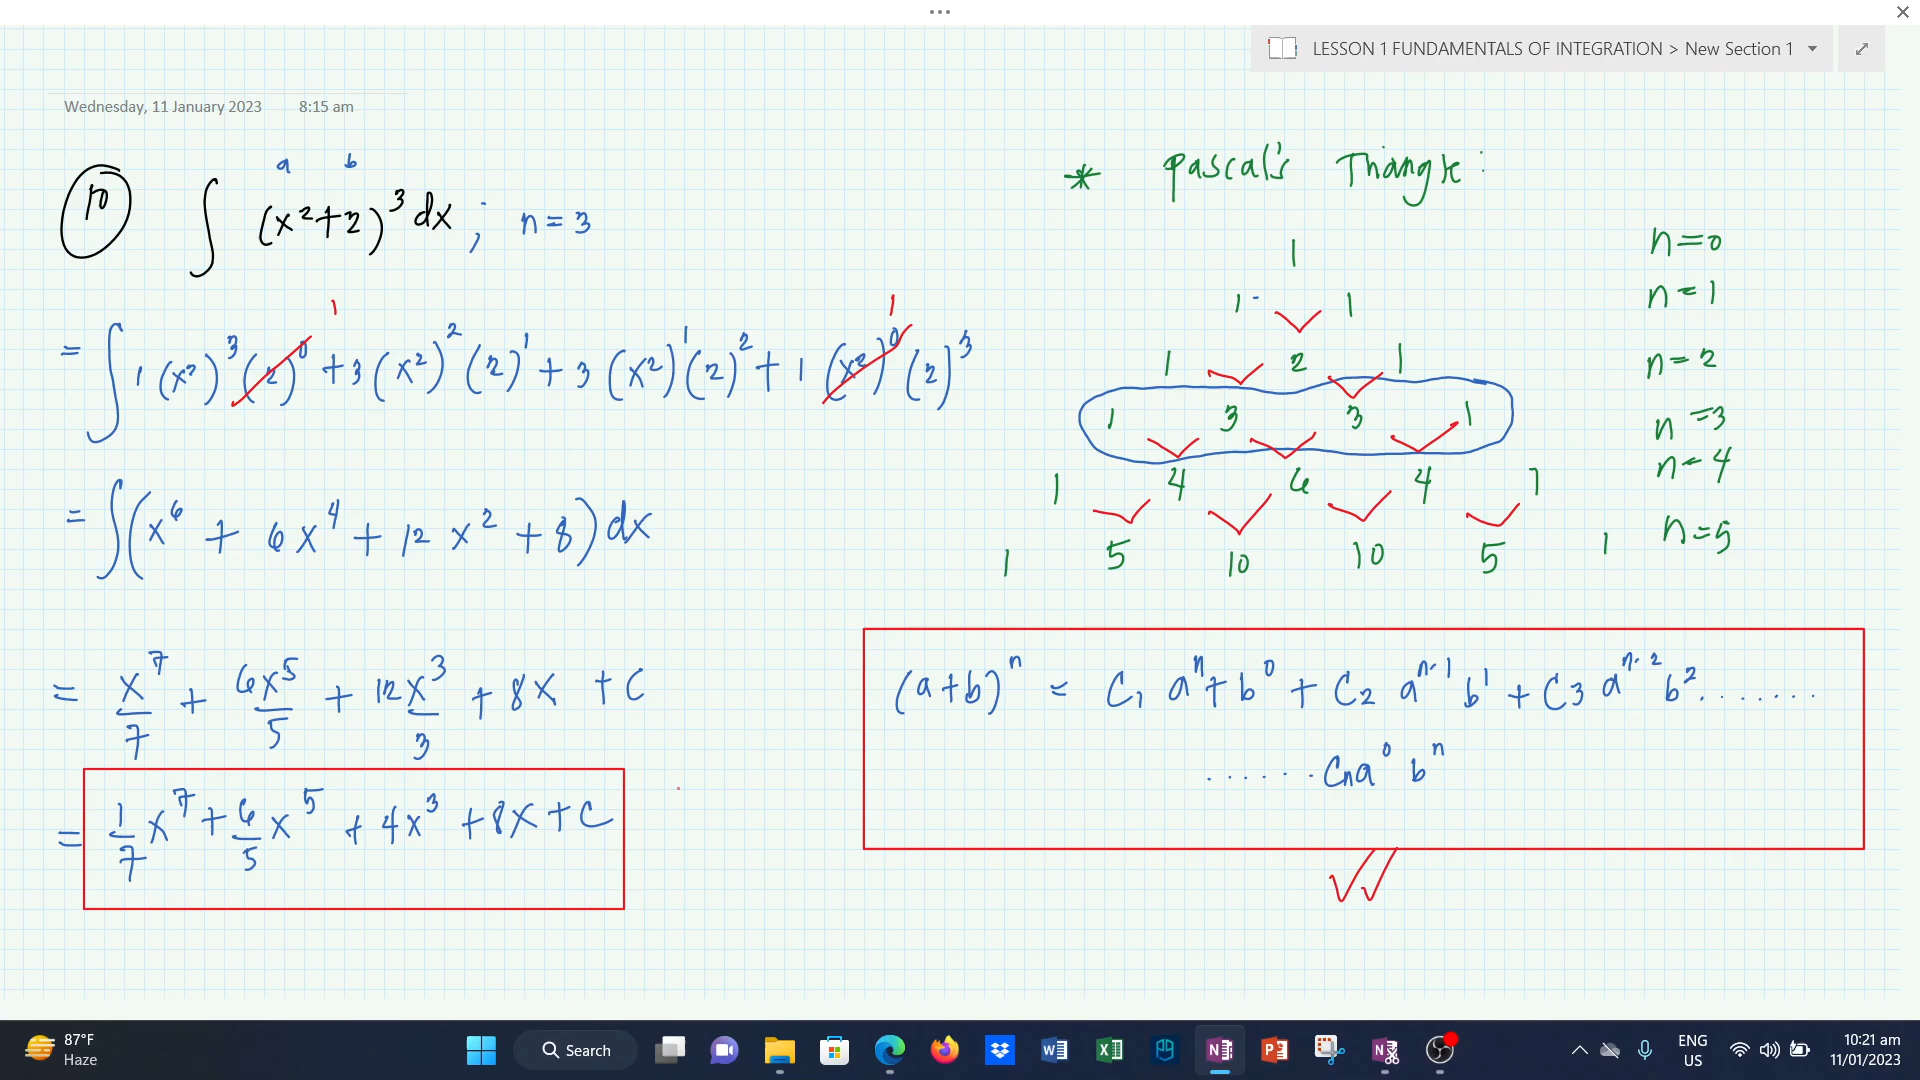 LESSON 1 FUNDAMENTALS OF INTEGRATION > New Section 1
Wednesday, 11 January 2023 8:15 am
a b
10 ∫ (x²+2)³ dx ; n = 3
1 1
= ∫ 1 (x²)³ (2)⁰ + 3 (x²)² (2)¹ + 3 (x²)¹ (2)² + 1 (x²)⁰ (2)³
= ∫ (x⁶ + 6x⁴ + 12x² + 8) dx
= x⁷/7 + 6x⁵/5 + 12x³/3 + 8x + C
= 1/7 x⁷ + 6/5 x⁵ + 4x³ + 8x + C
* Pascal's Triangle :
1 n=0
1 1 n=1
1 2 1 n=2
1 3 3 1 n=3
1 4 6 4 1 n=4
1 5 10 10 5 1 n=5
(a+b)ⁿ = C₁ aⁿ + b⁰ + C₂ aⁿ⁻¹ b¹ + C₃ aⁿ⁻² b² .......
...... Cₙa⁰ bⁿ
87°F
Haze
Search
ENG
US
10:21 am
11/01/2023